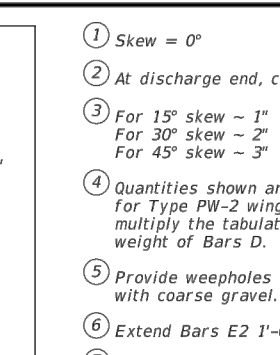 1 Skew = 0°
2 At discharge end, c
3 For 15° skew ~ 1"
For 30° skew ~ 2"
For 45° skew ~ 3"
4 Quantities shown
for Type PW-2 wing
multiply the tabulat
weight of Bars D.
5 Provide weepholes
with coarse gravel.
6 Extend Bars E2 1'-